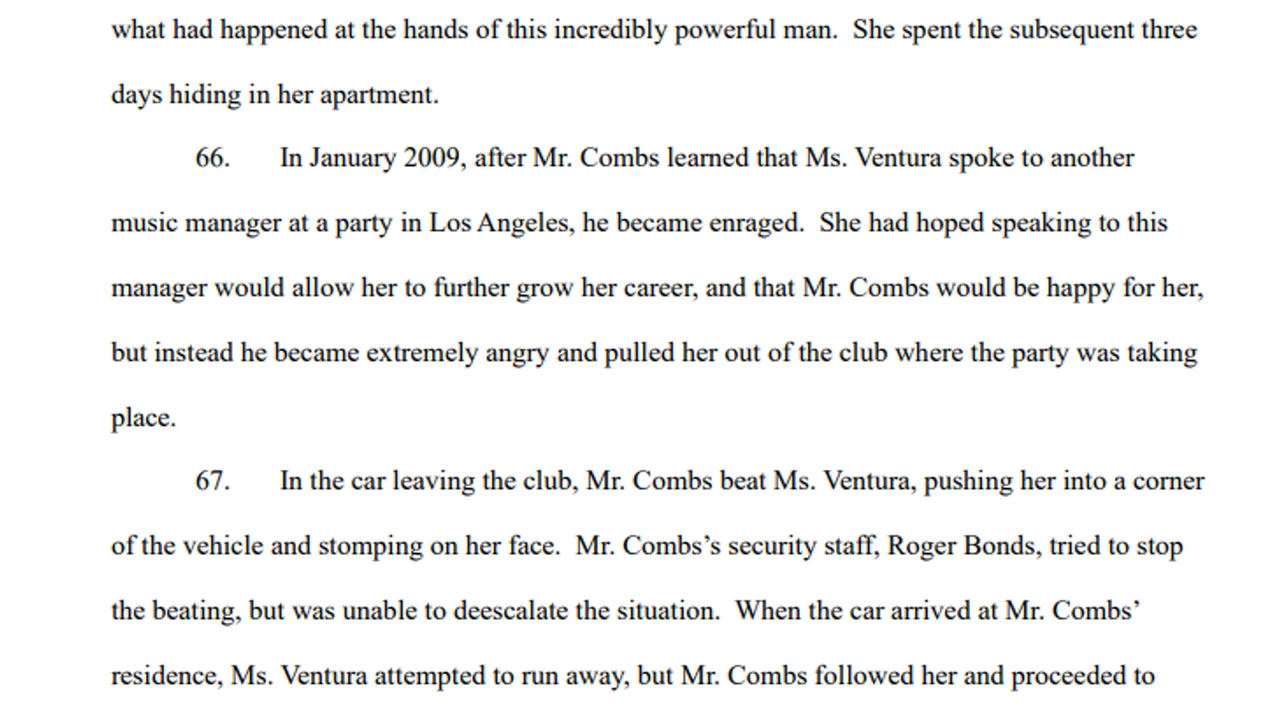 what had happened at the hands of this incredibly powerful man.  She spent the subsequent three
days hiding in her apartment.
66. In January 2009, after Mr. Combs learned that Ms. Ventura spoke to another
music manager at a party in Los Angeles, he became enraged.  She had hoped speaking to this
manager would allow her to further grow her career, and that Mr. Combs would be happy for her,
but instead he became extremely angry and pulled her out of the club where the party was taking
place.
67. In the car leaving the club, Mr. Combs beat Ms. Ventura, pushing her into a corner
of the vehicle and stomping on her face.  Mr. Combs’s security staff, Roger Bonds, tried to stop
the beating, but was unable to deescalate the situation.  When the car arrived at Mr. Combs’
residence, Ms. Ventura attempted to run away, but Mr. Combs followed her and proceeded to